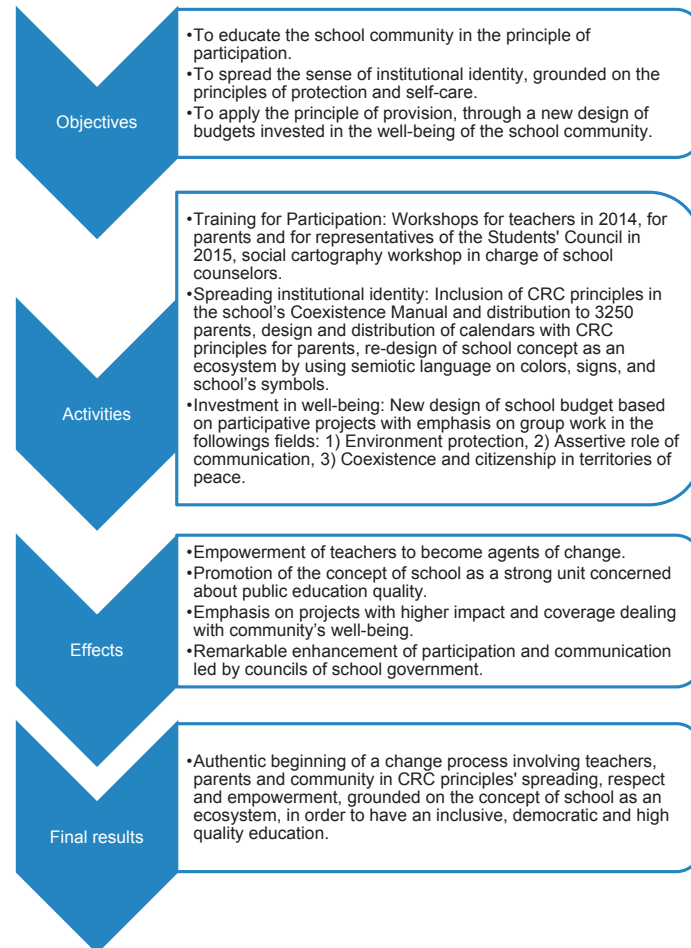 Objectives
•To educate the school community in the principle of
participation.
•To spread the sense of institutional identity, grounded on the
principles of protection and self-care.
•To apply the principle of provision, through a new design of
budgets invested in the well-being of the school community.
Activities
•Training for Participation: Workshops for teachers in 2014, for
parents and for representatives of the Students' Council in
2015, social cartography workshop in charge of school
counselors.
•Spreading institutional identity: Inclusion of CRC principles in
the school's Coexistence Manual and distribution to 3250
parents, design and distribution of calendars with CRC
principles for parents, re-design of school concept as an
ecosystem by using semiotic language on colors, signs, and
school's symbols.
•Investment in well-being: New design of school budget based
on participative projects with emphasis on group work in the
followings fields: 1) Environment protection, 2) Assertive role of
communication, 3) Coexistence and citizenship in territories of
peace.
Effects
•Empowerment of teachers to become agents of change.
•Promotion of the concept of school as a strong unit concerned
about public education quality.
•Emphasis on projects with higher impact and coverage dealing
with community's well-being.
•Remarkable enhancement of participation and communication
led by councils of school government.
Final results
•Authentic beginning of a change process involving teachers,
parents and community in CRC principles' spreading, respect
and empowerment, grounded on the concept of school as an
ecosystem, in order to have an inclusive, democratic and high
quality education.